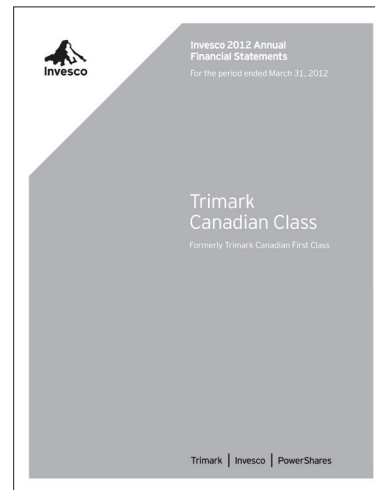 Invesco
Invesco 2012 Annual
Financial Statements
For the period ended March 31, 2012
Trimark
Canadian Class
Formerly Trimark Canadian First Class
Trimark | Invesco | PowerShares